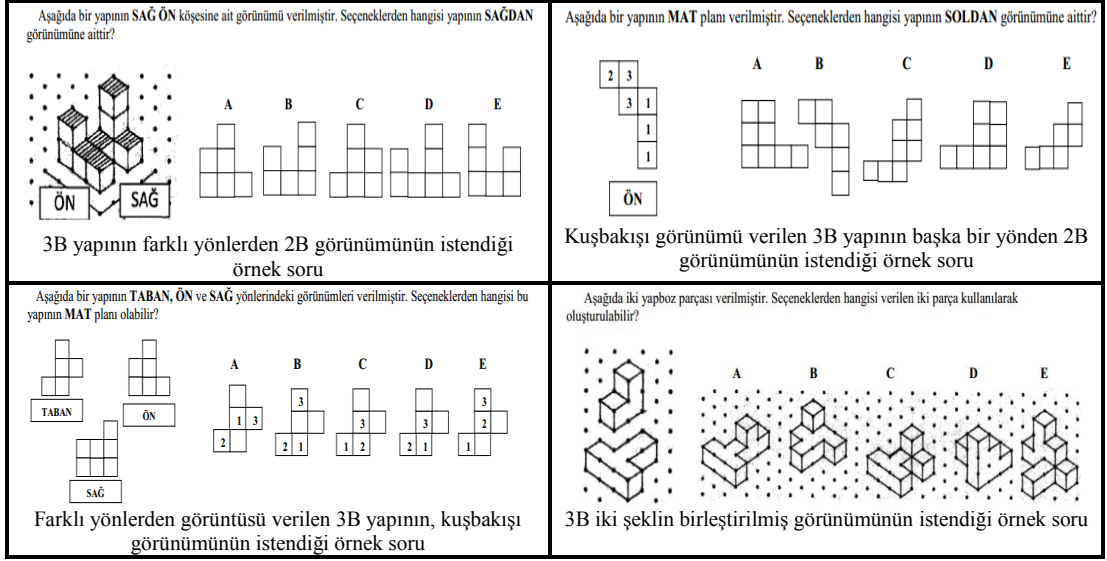 Aşağıda bir yapının SAĞ ÖN köşesine ait görünümü verilmiştir. Seçeneklerden hangisi yapının SAĞDAN
görünümüne aittir?
A B C D E
ÖN SAĞ
3B yapının farklı yönlerden 2B görünümünün istendiği
örnek soru
Aşağıda bir yapının MAT planı verilmiştir. Seçeneklerden hangisi yapının SOLDAN görünümüne aittir?
A B C D E
2 3
3 1
1
1
ÖN
Kuşbakışı görünümü verilen 3B yapının başka bir yönden 2B
görünümünün istendiği örnek soru
Aşağıda bir yapının TABAN, ÖN ve SAĞ yönlerindeki görünümleri verilmiştir. Seçeneklerden hangisi bu
yapının MAT planı olabilir?
A B C D E
3 3
1 3 3 3 2
2 2 1 1 2 2 1 1
TABAN ÖN
SAĞ
Farklı yönlerden görüntüsü verilen 3B yapının, kuşbakışı
görünümünün istendiği örnek soru
Aşağıda iki yapboz parçası verilmiştir. Seçeneklerden hangisi verilen iki parça kullanılarak
oluşturulabilir?
A B C D E
3B iki şeklin birleştirilmiş görünümünün istendiği örnek soru